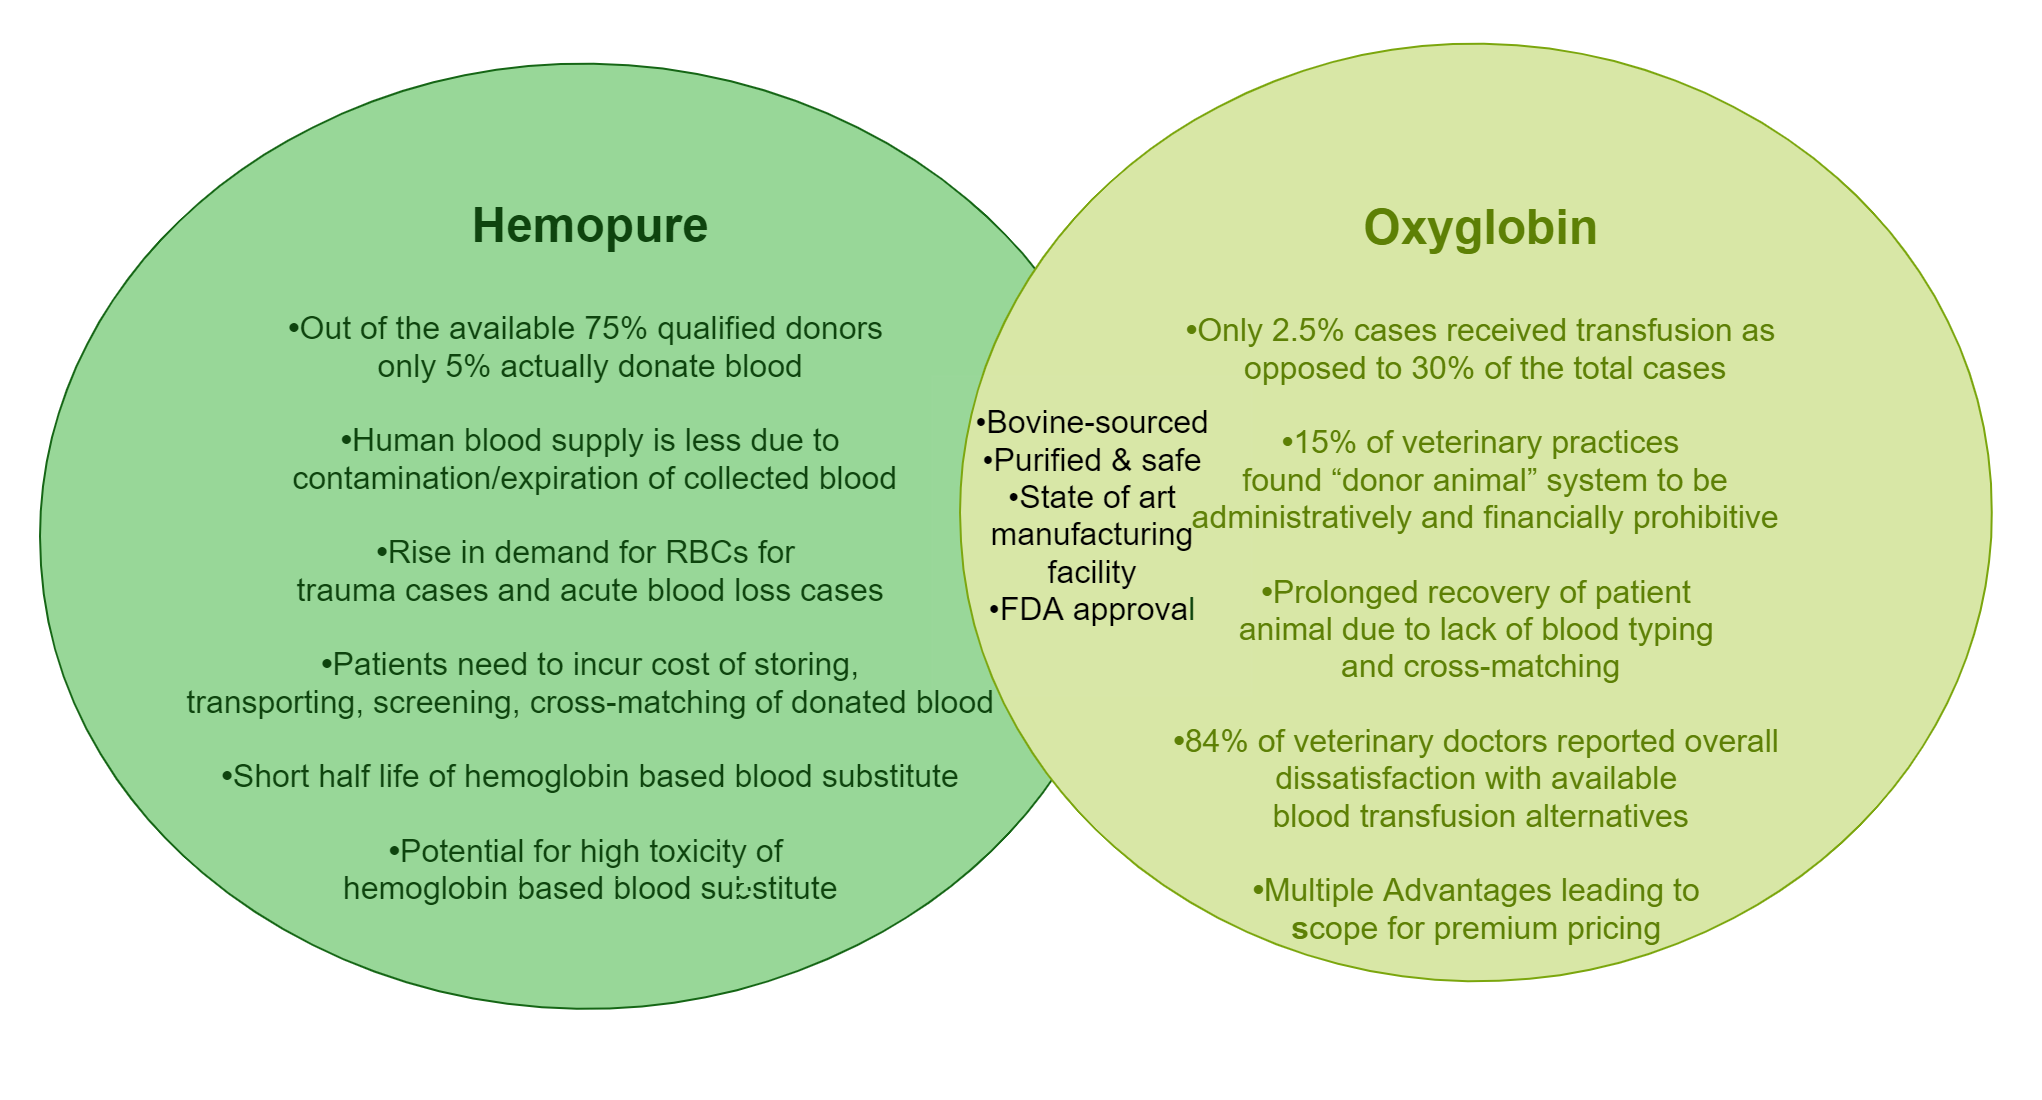 Hemopure
•Out of the available 75% qualified donors
only 5% actually donate blood
•Human blood supply is less due to
contamination/expiration of collected blood
•Rise in demand for RBCs for
trauma cases and acute blood loss cases
•Patients need to incur cost of storing,
transporting, screening, cross-matching of donated blood
•Short half life of hemoglobin based blood substitute
•Potential for high toxicity of
hemoglobin based blood substitute
•Bovine-sourced
•Purified & safe
•State of art
manufacturing
facility
•FDA approval
Oxyglobin
•Only 2.5% cases received transfusion as
opposed to 30% of the total cases
•15% of veterinary practices
found “donor animal” system to be
administratively and financially prohibitive
•Prolonged recovery of patient
animal due to lack of blood typing
and cross-matching
•84% of veterinary doctors reported overall
dissatisfaction with available
blood transfusion alternatives
•Multiple Advantages leading to
scope for premium pricing